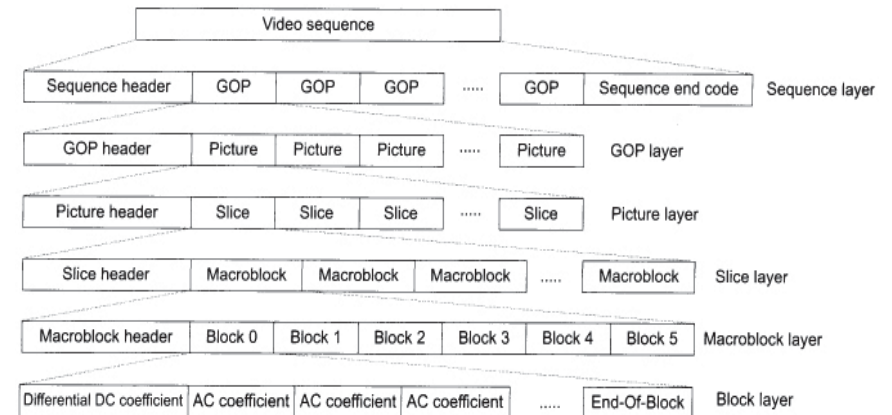 Video sequence
Sequence header GOP GOP GOP ..... GOP Sequence end code Sequence layer
GOP header Picture Picture Picture ..... Picture GOP layer
Picture header Slice Slice Slice ..... Slice Picture layer
Slice header Macroblock Macroblock Macroblock ..... Macroblock Slice layer
Macroblock header Block 0 Block 1 Block 2 Block 3 Block 4 Block 5 Macroblock layer
Differential DC coefficient AC coefficient AC coefficient AC coefficient ..... End-Of-Block Block layer